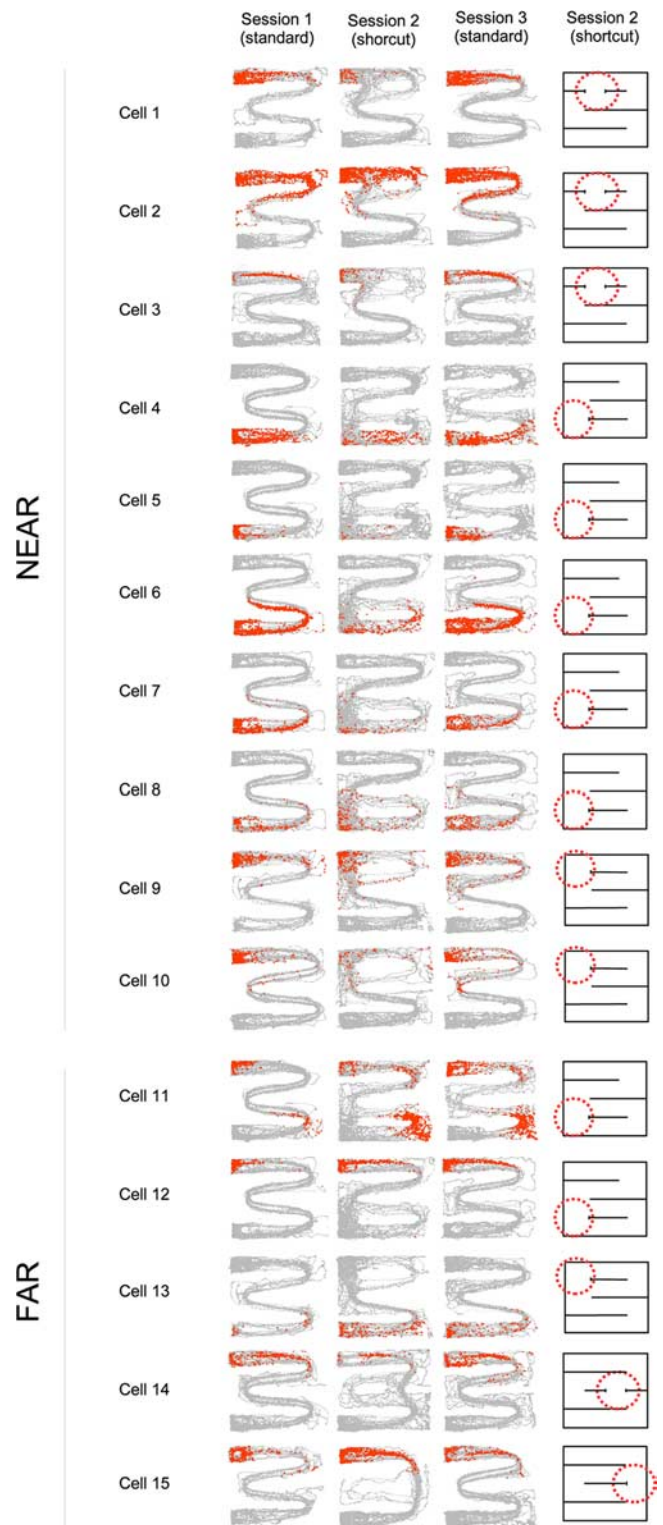 Session 1 Session 2 Session 3 Session 2
(standard) (shorcut) (standard) (shortcut)
NEAR
Cell 1
Cell 2
Cell 3
Cell 4
Cell 5
Cell 6
Cell 7
Cell 8
Cell 9
Cell 10
FAR
Cell 11
Cell 12
Cell 13
Cell 14
Cell 15